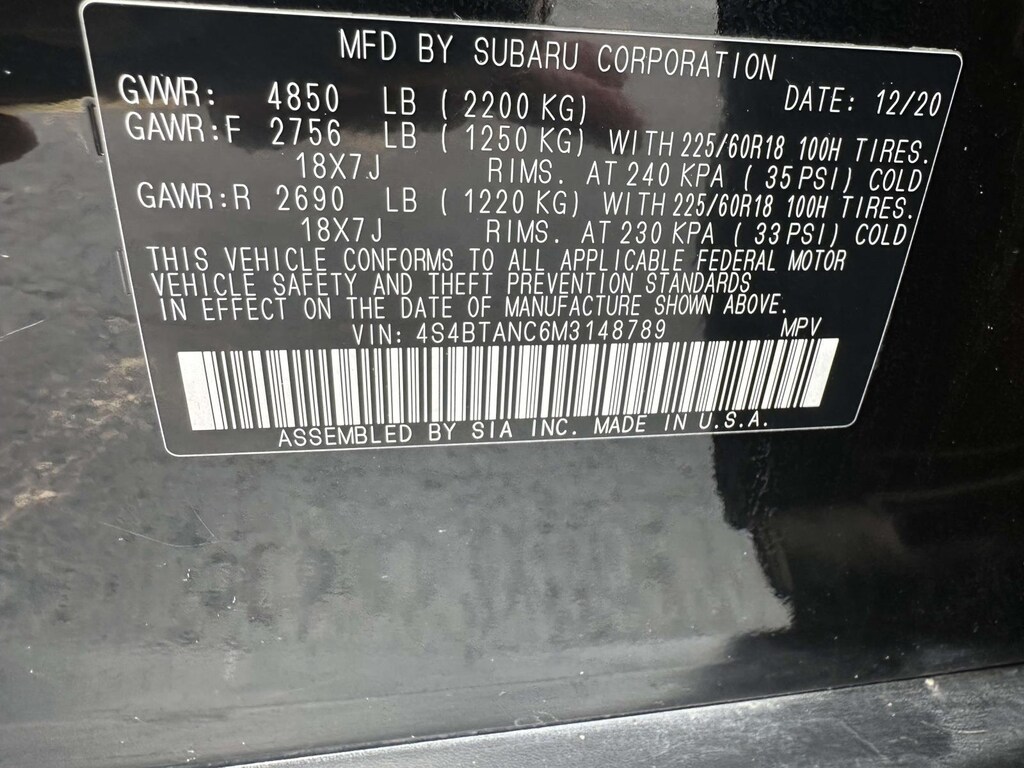 MFD BY SUBARU CORPORATION
GVWR: 4850 LB (2200 KG) DATE: 12/20
GAWR:F 2756 LB (1250 KG) WITH 225/60R18 100H TIRES.
18X7J RIMS. AT 240 KPA (35 PSI) COLD
GAWR:R 2690 LB (1220 KG) WITH 225/60R18 100H TIRES.
18X7J RIMS. AT 230 KPA (33 PSI) COLD
THIS VEHICLE CONFORMS TO ALL APPLICABLE FEDERAL MOTOR
VEHICLE SAFETY AND THEFT PREVENTION STANDARDS
IN EFFECT ON THE DATE OF MANUFACTURE SHOWN ABOVE.
VIN: 4S4BTANC6M3148789 MPV
ASSEMBLED BY SIA INC. MADE IN U.S.A.